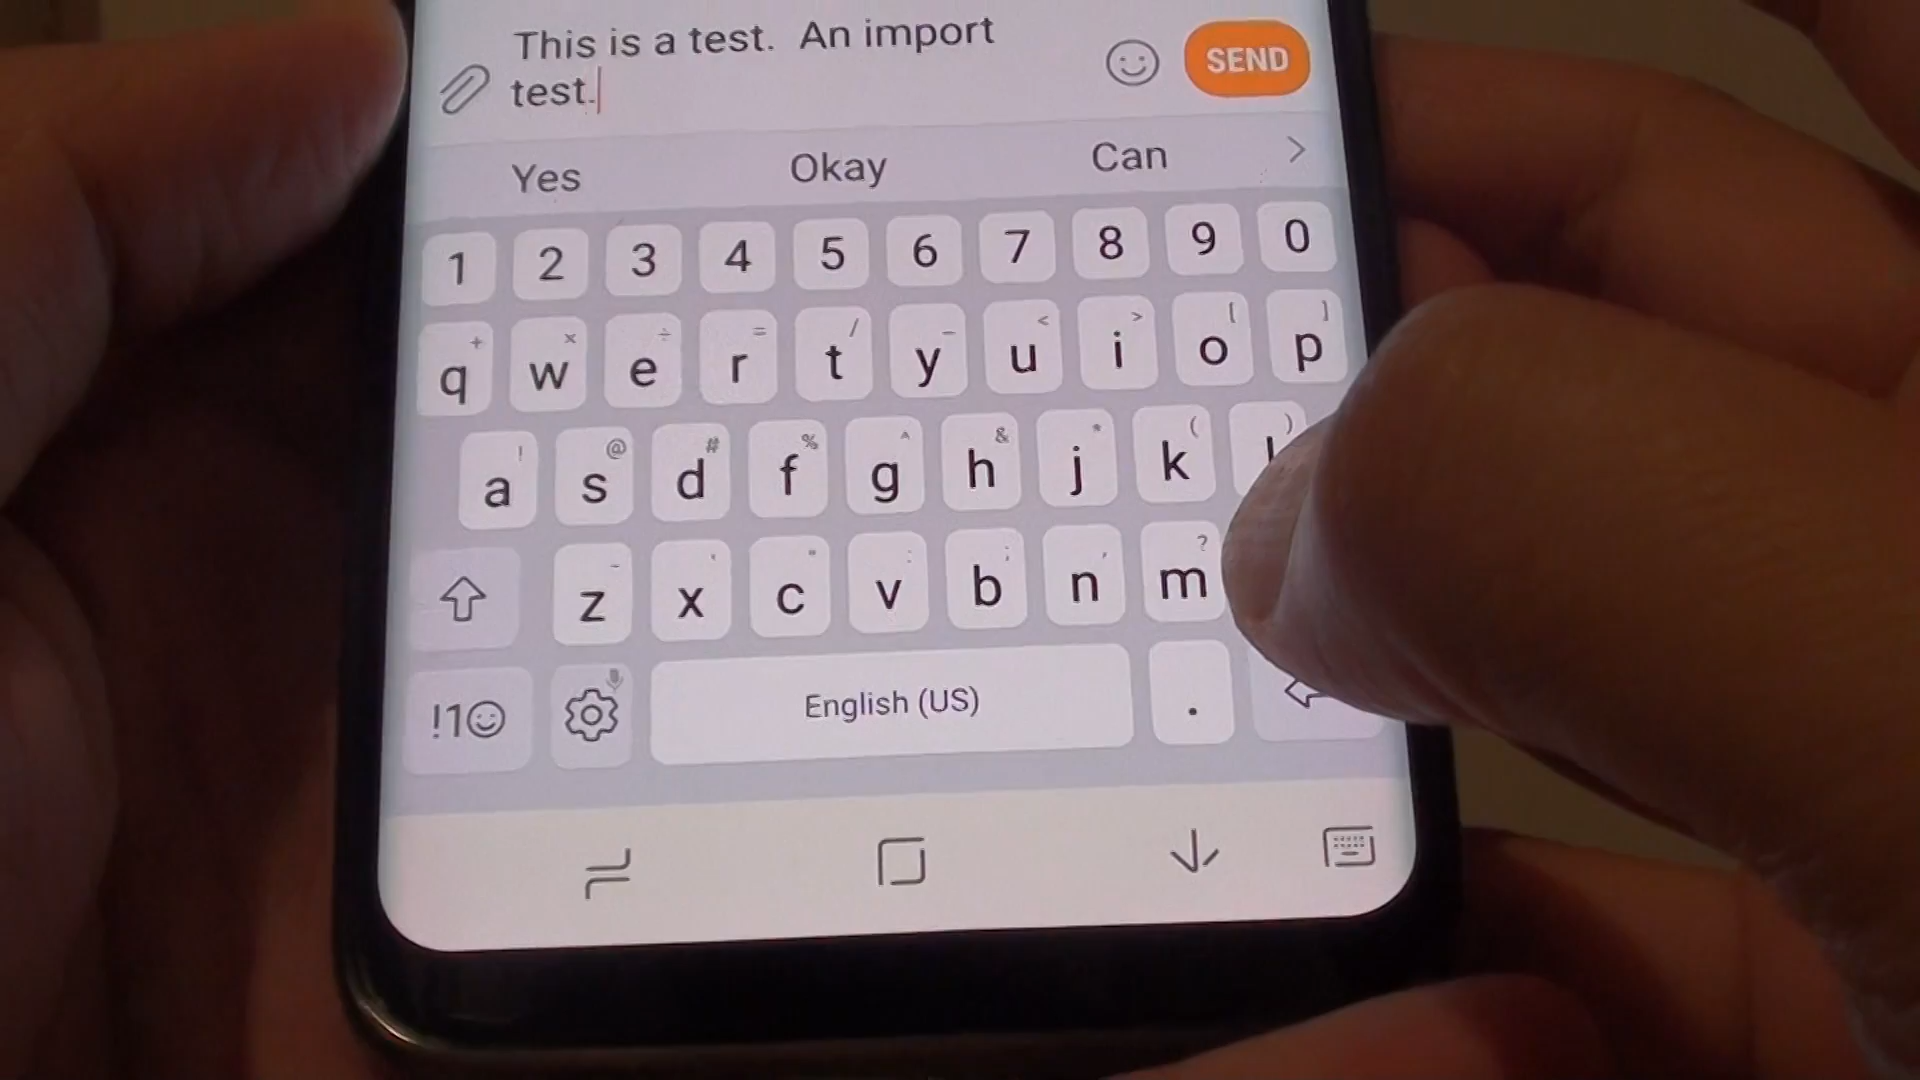 This is a test.  An import
test.
SEND
Yes Okay Can >
1 2 3 4 5 6 7 8 9 0
+ × ÷ = / _ < > [ ]
q w e r t y u i o p
! @ # % ^ & * ( )
a s d f g h j k l
- ' " : ; , ?
z x c v b n m
!1☺ English (US) .